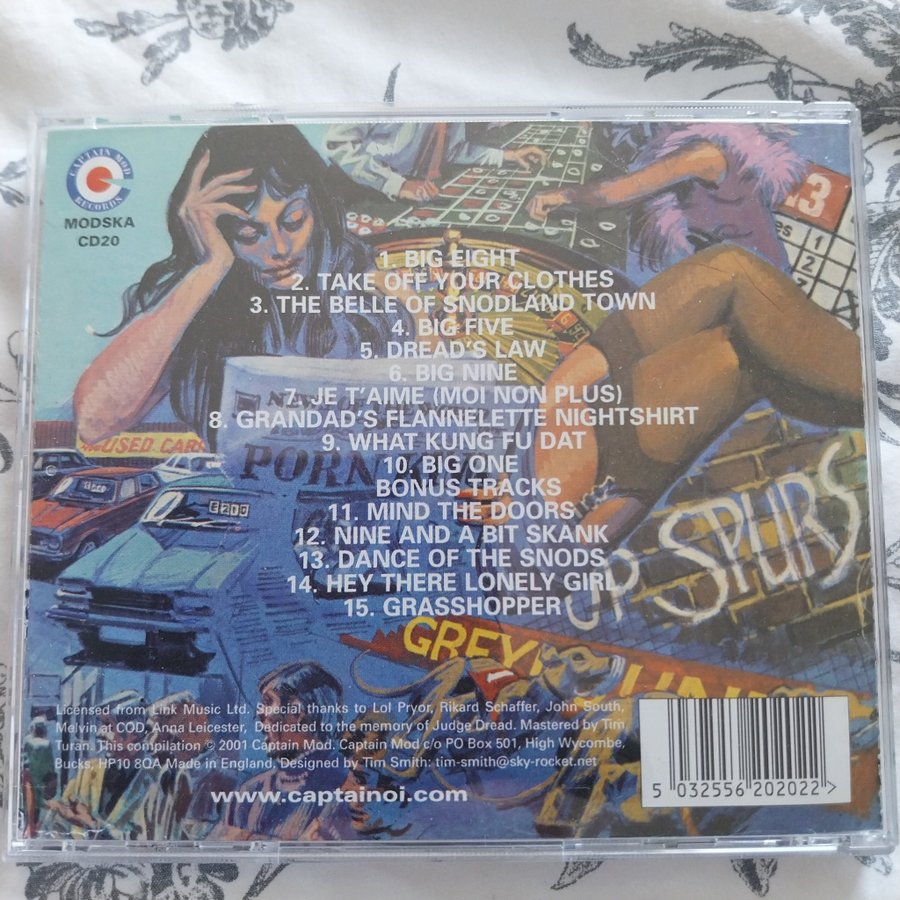 CAPTAIN MOD
RECORDS
MODSKA
CD20
13
1
2
1. BIG EIGHT
2. TAKE OFF YOUR CLOTHES
3. THE BELLE OF SNODLAND TOWN
4. BIG FIVE
5. DREAD'S LAW
6. BIG NINE
7. JE T'AIME (MOI NON PLUS)
8. GRANDAD'S FLANNELETTE NIGHTSHIRT
9. WHAT KUNG FU DAT
10. BIG ONE
BONUS TRACKS
11. MIND THE DOORS
12. NINE AND A BIT SKANK
13. DANCE OF THE SNODS
14. HEY THERE LONELY GIRL
15. GRASSHOPPER
USED CAR
PORN
UP SPURS
Licensed from Link Music Ltd. Special thanks to Lol Pryor, Rikard Schaffer, John South,
Melvin at COD, Anna Leicester, Dedicated to the memory of Judge Dread. Mastered by Tim
Turan. This compilation © 2001 Captain Mod. Captain Mod c/o PO Box 501, High Wycombe,
Bucks, HP10 8QA Made in England, Designed by Tim Smith: tim-smith@sky-rocket.net
www.captainoi.com
5 032556 202022 >